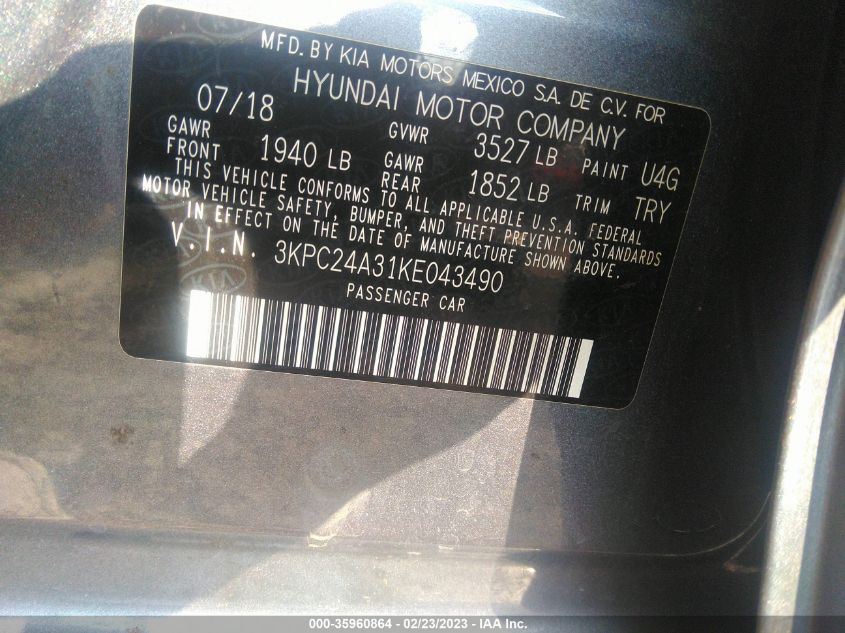 MFD. BY KIA MOTORS MEXICO S.A. DE C.V. FOR
HYUNDAI MOTOR COMPANY
07/18 GVWR 3527 LB PAINT U4G
GAWR FRONT 1940 LB GAWR REAR 1852 LB TRIM TRY
THIS VEHICLE CONFORMS TO ALL APPLICABLE U.S.A. FEDERAL
MOTOR VEHICLE SAFETY, BUMPER, AND THEFT PREVENTION STANDARDS
IN EFFECT ON THE DATE OF MANUFACTURE SHOWN ABOVE.
V.I.N. 3KPC24A31KE043490
PASSENGER CAR
000-35960864 - 02/23/2023 - IAA Inc.